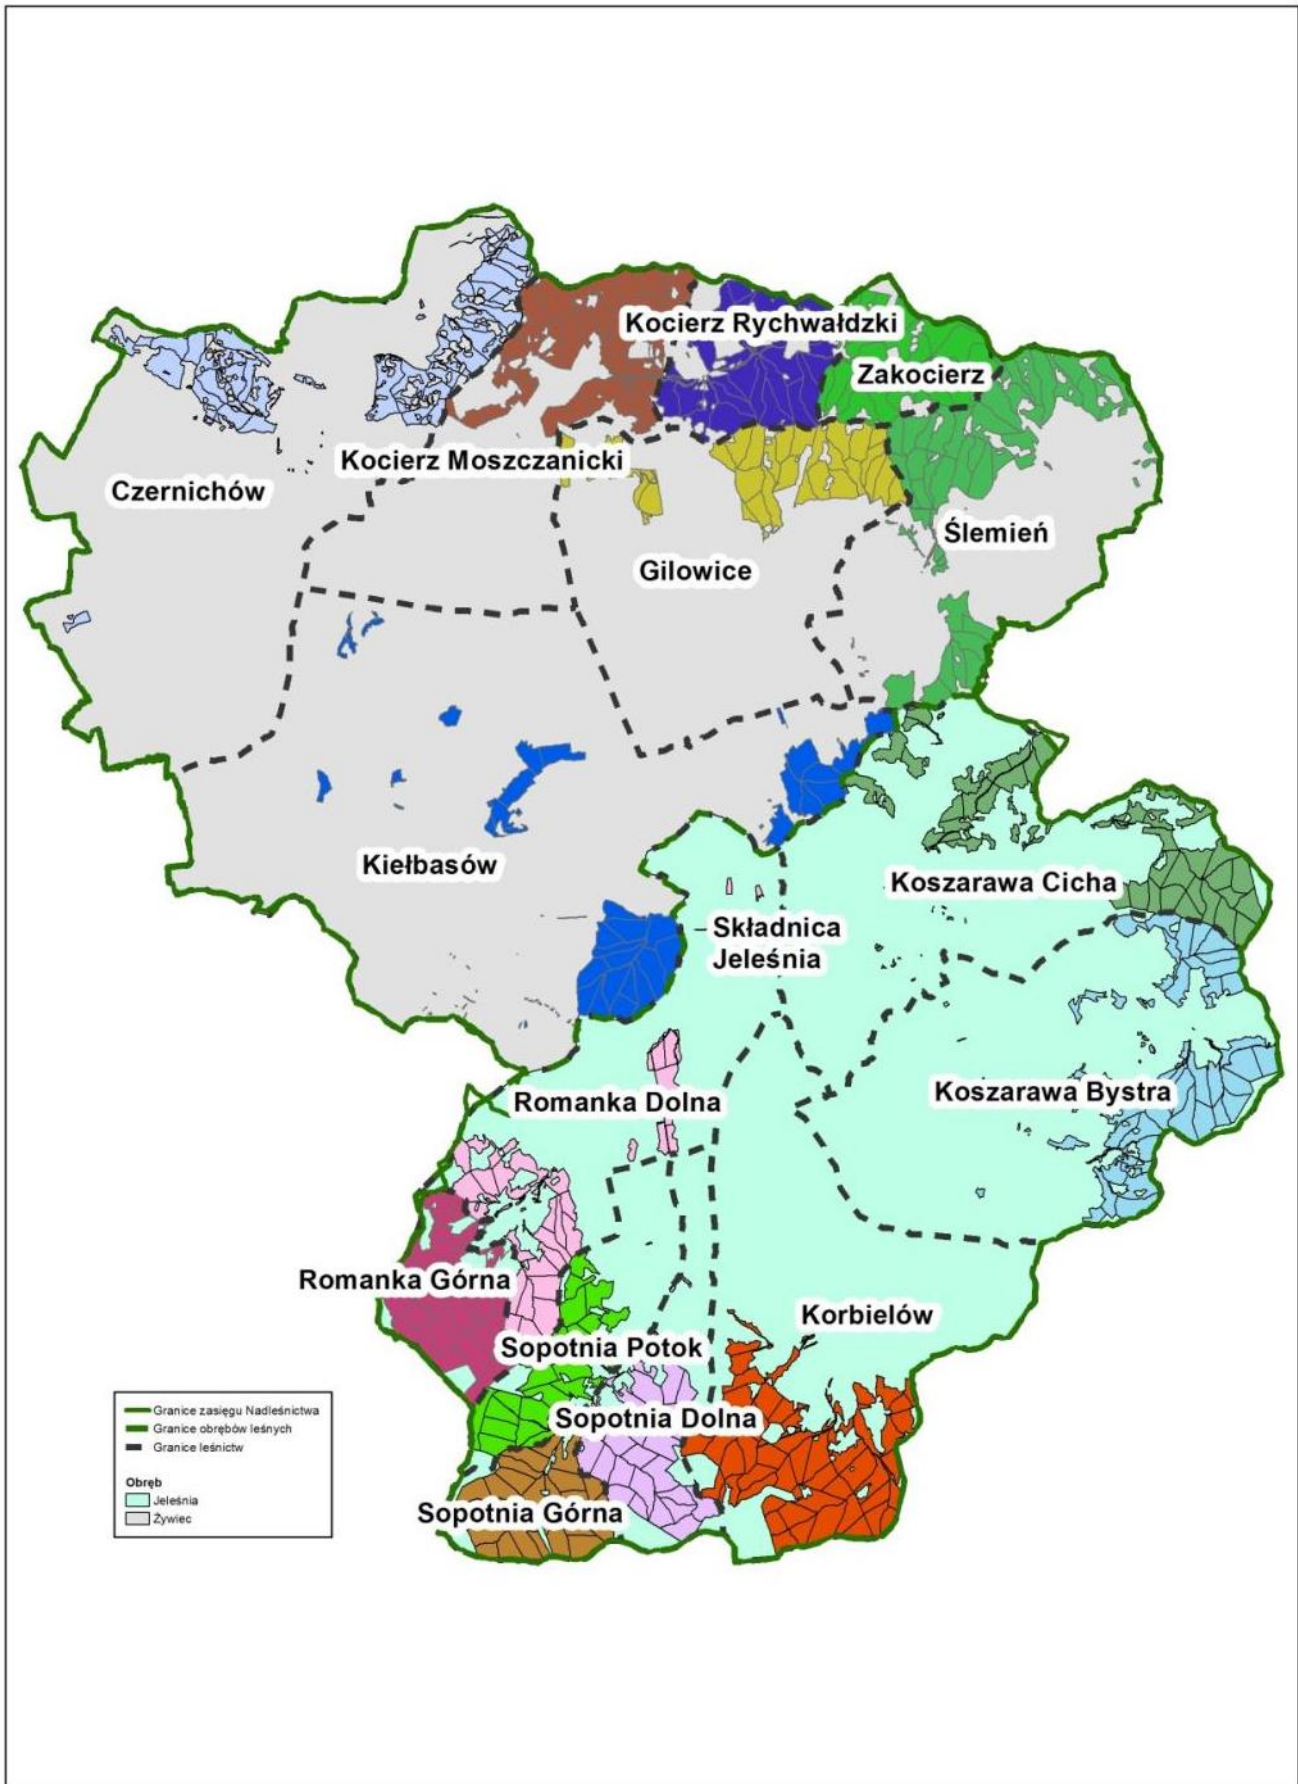 Kocierz Rychwałdzki
Zakocierz
Kocierz Moszczanicki
Czernichów
Ślemień
Gilowice
Kiełbasów
Koszarawa Cicha
Składnica
Jeleśnia
Koszarawa Bystra
Romanka Dolna
Romanka Górna
Korbielów
Sopotnia Potok
Sopotnia Dolna
Sopotnia Górna
Granice zasięgu Nadleśnictwa
Granice obrębów leśnych
Granice leśnictw
Obręb
Jeleśnia
Żywiec